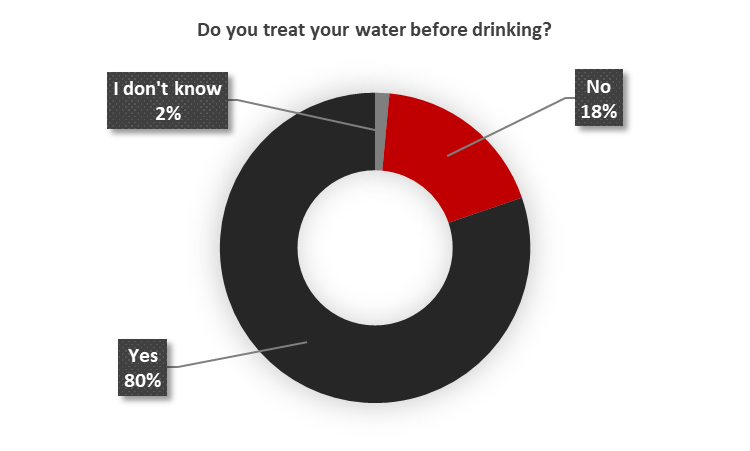 Do you treat your water before drinking?
I don't know
2%
No
18%
Yes
80%